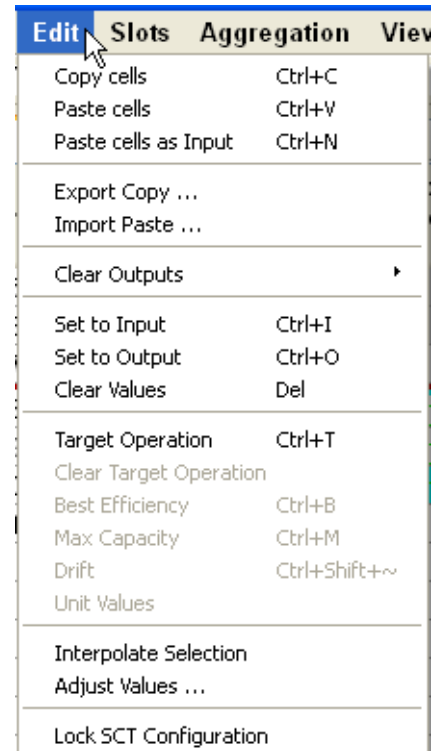 Edit Slots Aggregation View
Copy cells Ctrl+C
Paste cells Ctrl+V
Paste cells as Input Ctrl+N
Export Copy ...
Import Paste ...
Clear Outputs
Set to Input Ctrl+I
Set to Output Ctrl+O
Clear Values Del
Target Operation Ctrl+T
Clear Target Operation
Best Efficiency Ctrl+B
Max Capacity Ctrl+M
Drift Ctrl+Shift+~
Unit Values
Interpolate Selection
Adjust Values ...
Lock SCT Configuration